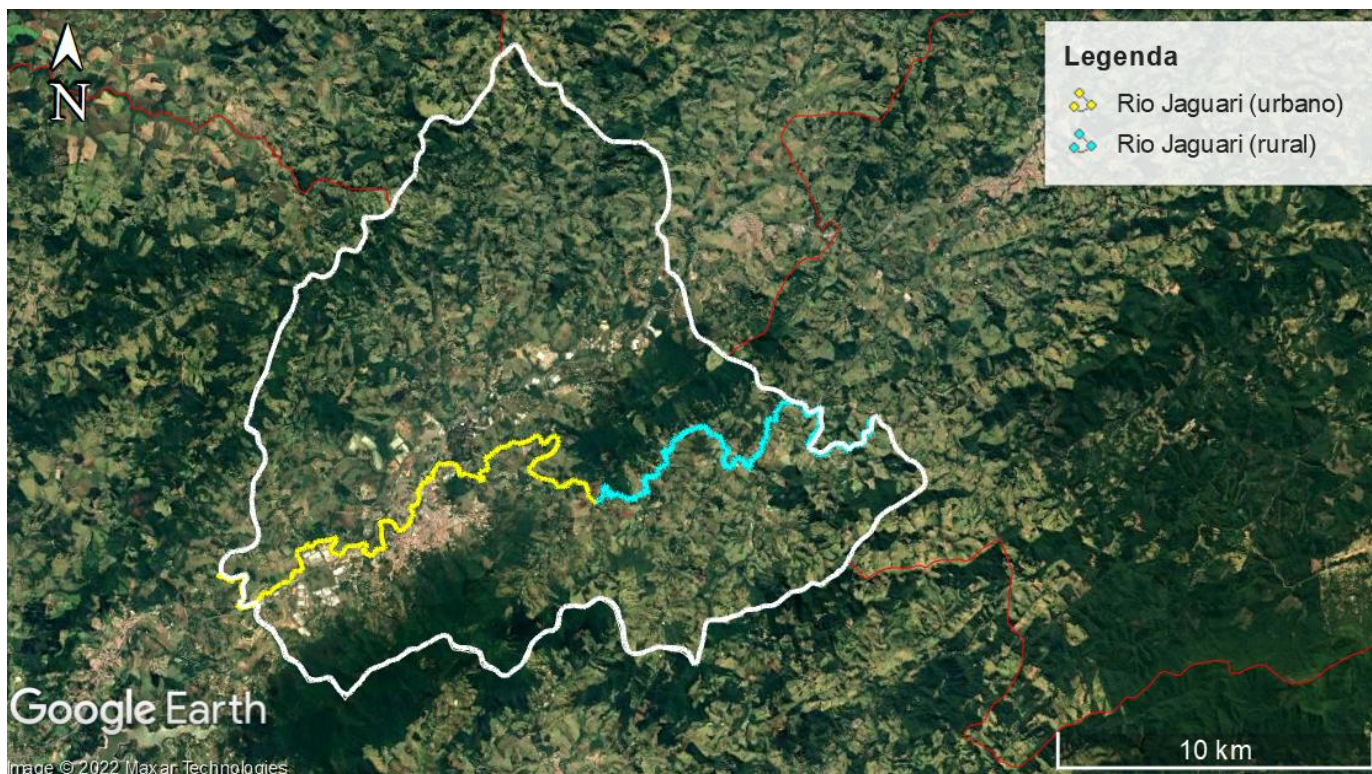 N
Legenda
Rio Jaguari (urbano)
Rio Jaguari (rural)
Google Earth
10 km
Image © 2022 Maxar Technologies